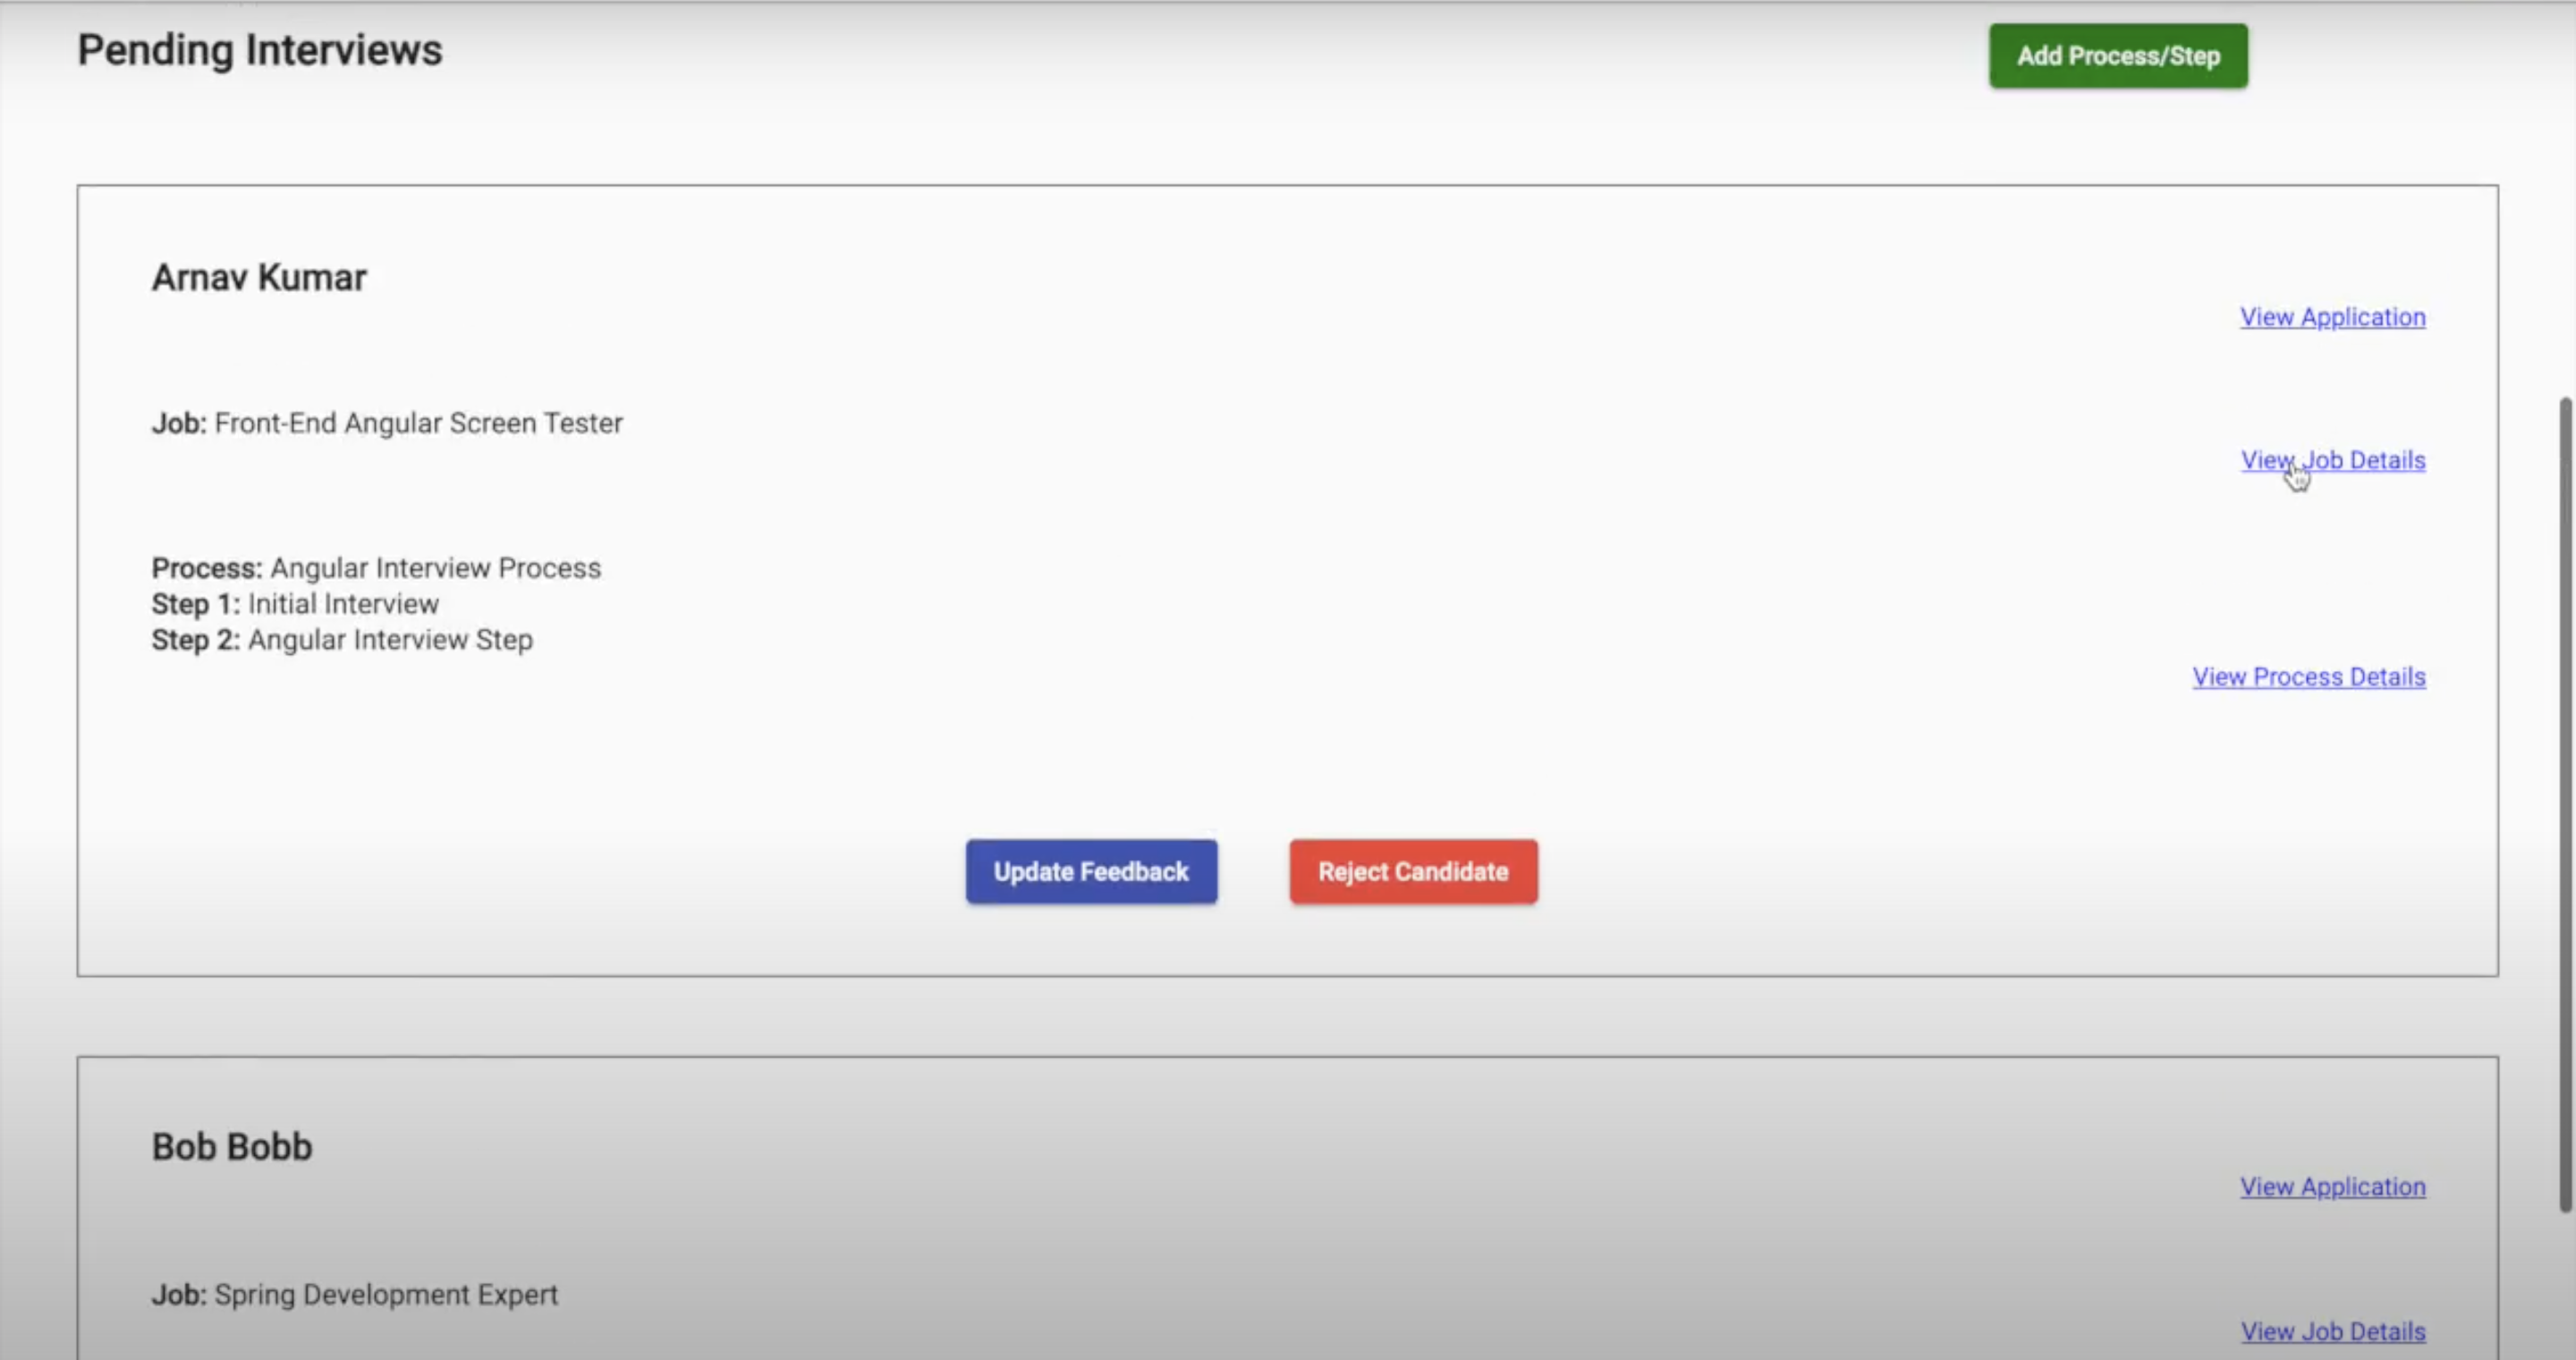 Pending Interviews
Add Process/Step
Arnav Kumar
View Application
Job: Front-End Angular Screen Tester
View Job Details
Process: Angular Interview Process
Step 1: Initial Interview
Step 2: Angular Interview Step
View Process Details
Update Feedback
Reject Candidate
Bob Bobb
View Application
Job: Spring Development Expert
View Job Details